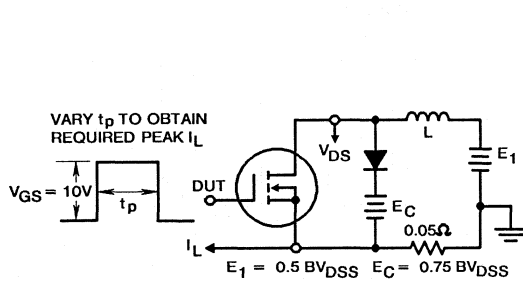 VARY tp TO OBTAIN
REQUIRED PEAK IL
VGS = 10V
tp
DUT
VDS
L
E1
EC
0.05Ω
IL
E1 = 0.5 BVDSS EC = 0.75 BVDSS